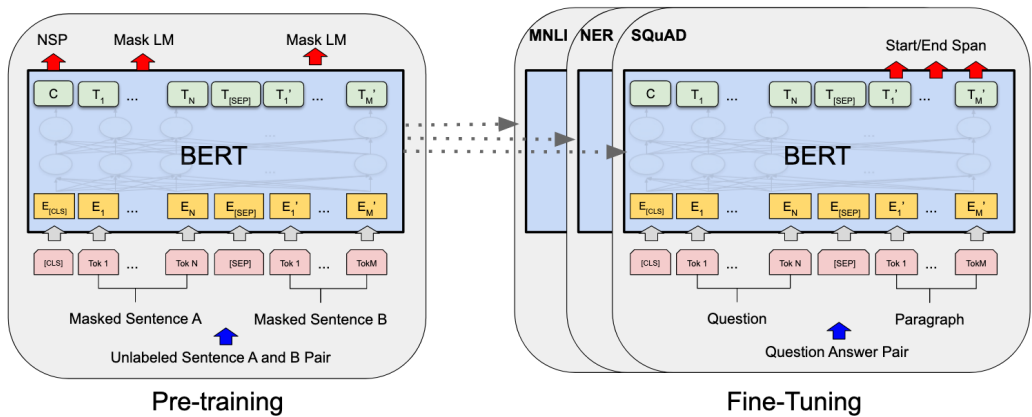 NSP Mask LM Mask LM
C T1 ... TN T[SEP] T1' ... TM'
...
BERT
...
E[CLS] E1 ... EN E[SEP] E1' ... EM'
[CLS] Tok 1 ... Tok N [SEP] Tok 1 ... TokM
Masked Sentence A Masked Sentence B
Unlabeled Sentence A and B Pair
Pre-training
MNLI NER SQuAD
Start/End Span
C T1 ... TN T[SEP] T1' ... TM'
...
BERT
...
E[CLS] E1 ... EN E[SEP] E1' ... EM'
[CLS] Tok 1 ... Tok N [SEP] Tok 1 ... TokM
Question Paragraph
Question Answer Pair
Fine-Tuning